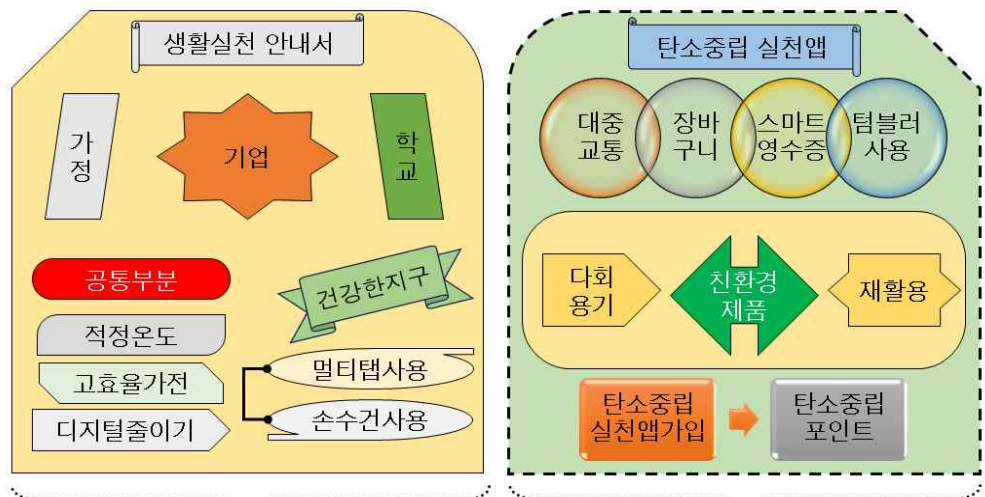 생활실천 안내서
가
정
기업
학
교
공통부분
건강한지구
적정온도
고효율가전
디지털줄이기
멀티탭사용
손수건사용
탄소중립 실천앱
대중
교통
장바
구니
스마트
영수증
텀블러
사용
다회
용기
친환경
제품
재활용
탄소중립
실천앱가입
탄소중립
포인트